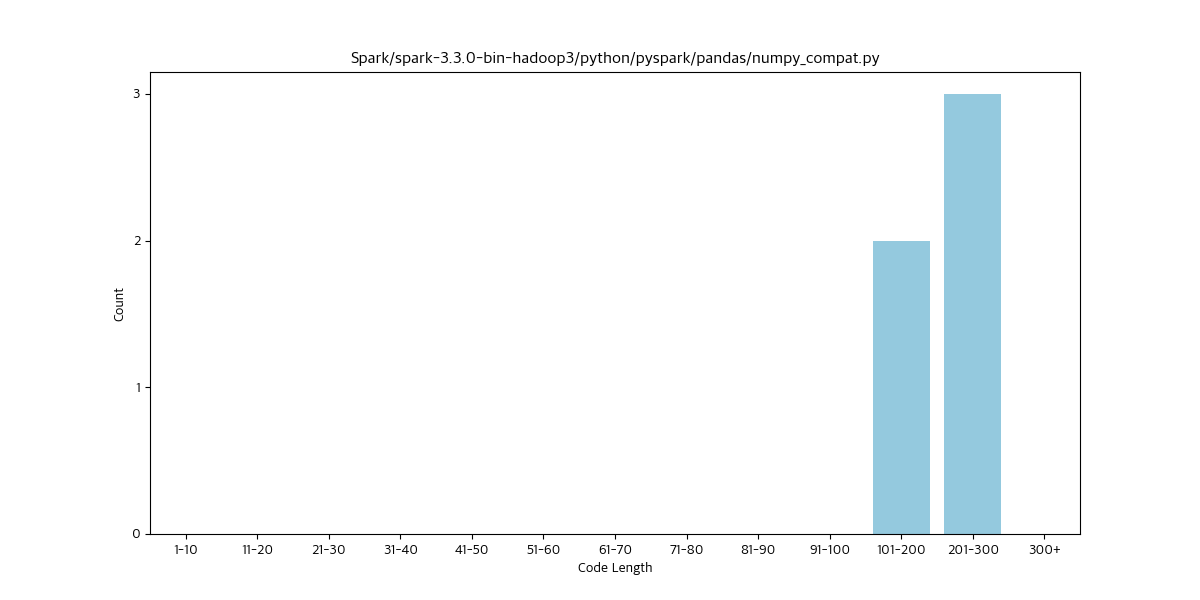 Spark/spark-3.3.0-bin-hadoop3/python/pyspark/pandas/numpy_compat.py
3
2
1
0
Count
1-10 11-20 21-30 31-40 41-50 51-60 61-70 71-80 81-90 91-100 101-200 201-300 300+
Code Length